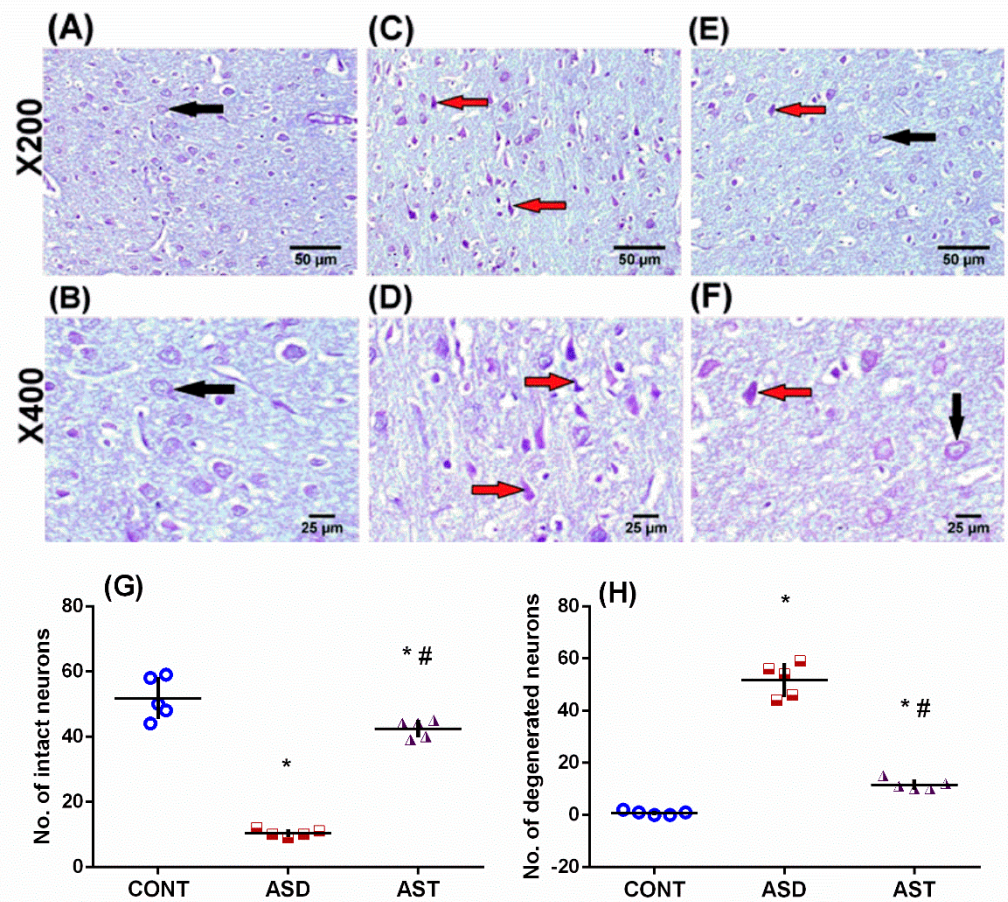 (A) (C) (E)
X200
50 µm 50 µm 50 µm
(B) (D) (F)
X400
25 µm 25 µm 25 µm
(G)
No. of intact neurons
80
60
40
20
0
*
* #
CONT ASD AST
(H)
No. of degenerated neurons
80
60
40
20
0
-20
*
* #
CONT ASD AST